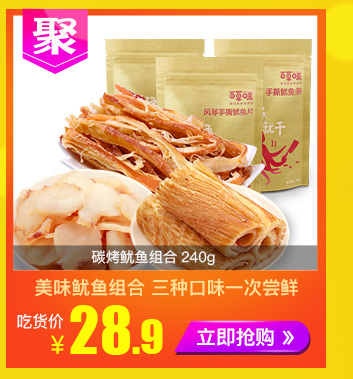 聚
百草味
百草味
手撕鱿鱼条
风琴手撕鱿鱼片
碳烤鱿鱼组合 240g
美味鱿鱼组合 三种口味一次尝鲜
吃货价
¥28.9
立即抢购 》